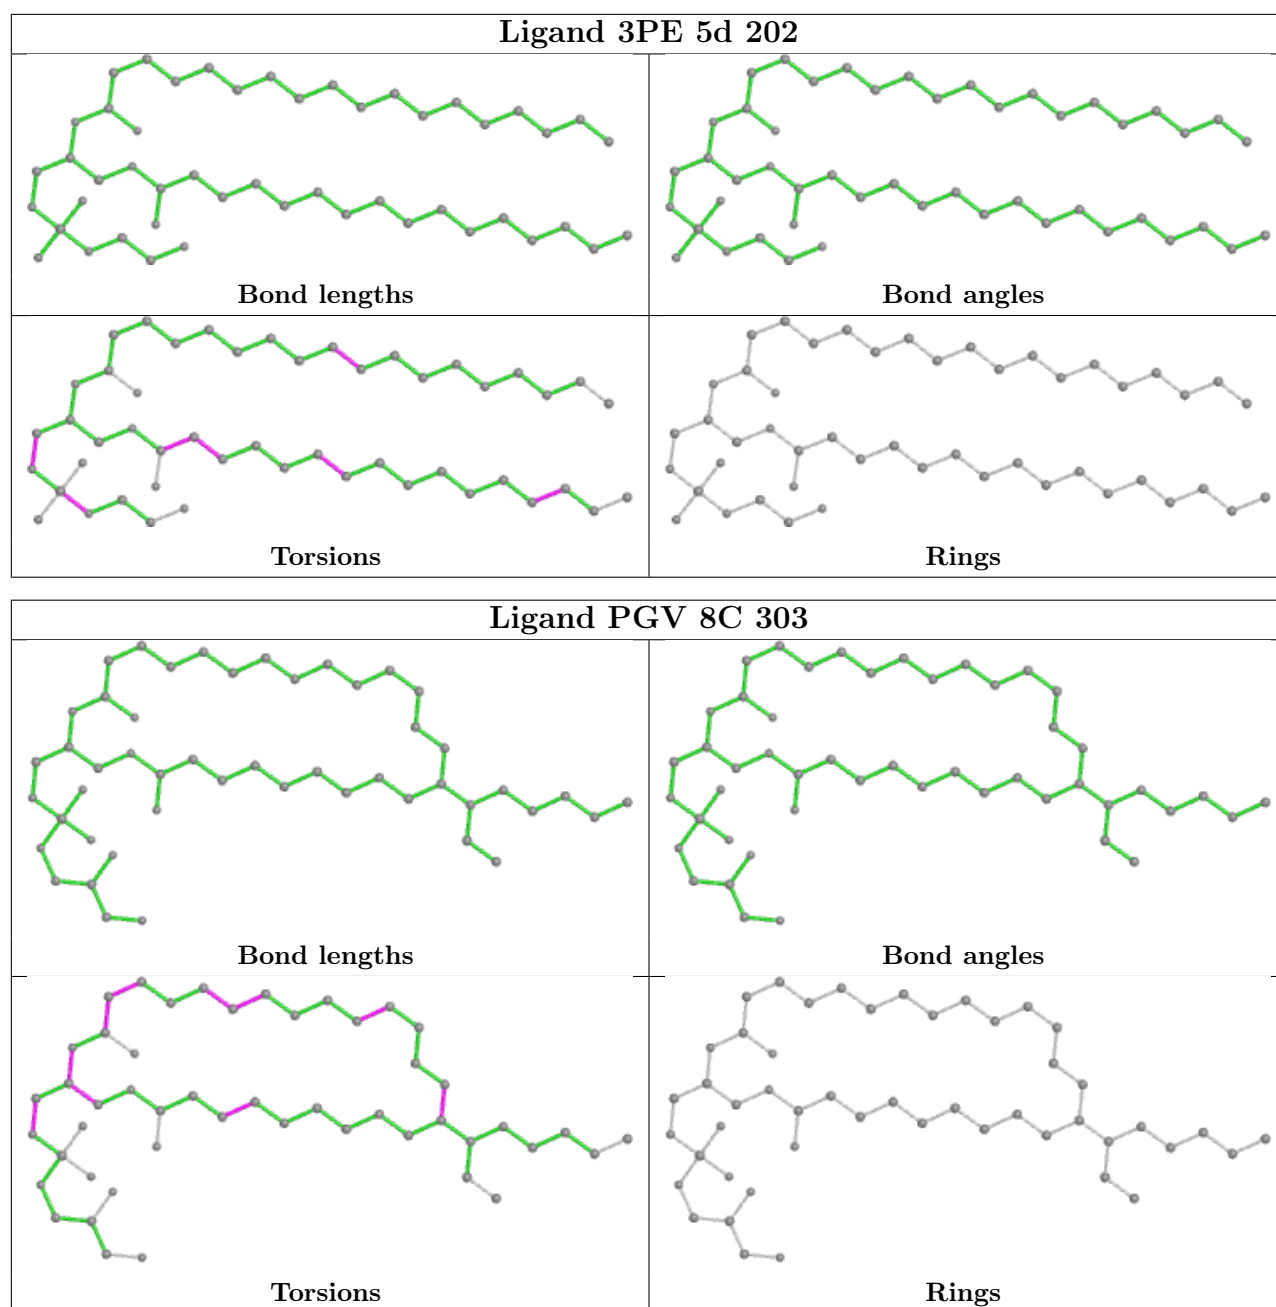 Ligand 3PE 5d 202
Bond lengths
Bond angles
Torsions
Rings
Ligand PGV 8C 303
Bond lengths
Bond angles
Torsions
Rings